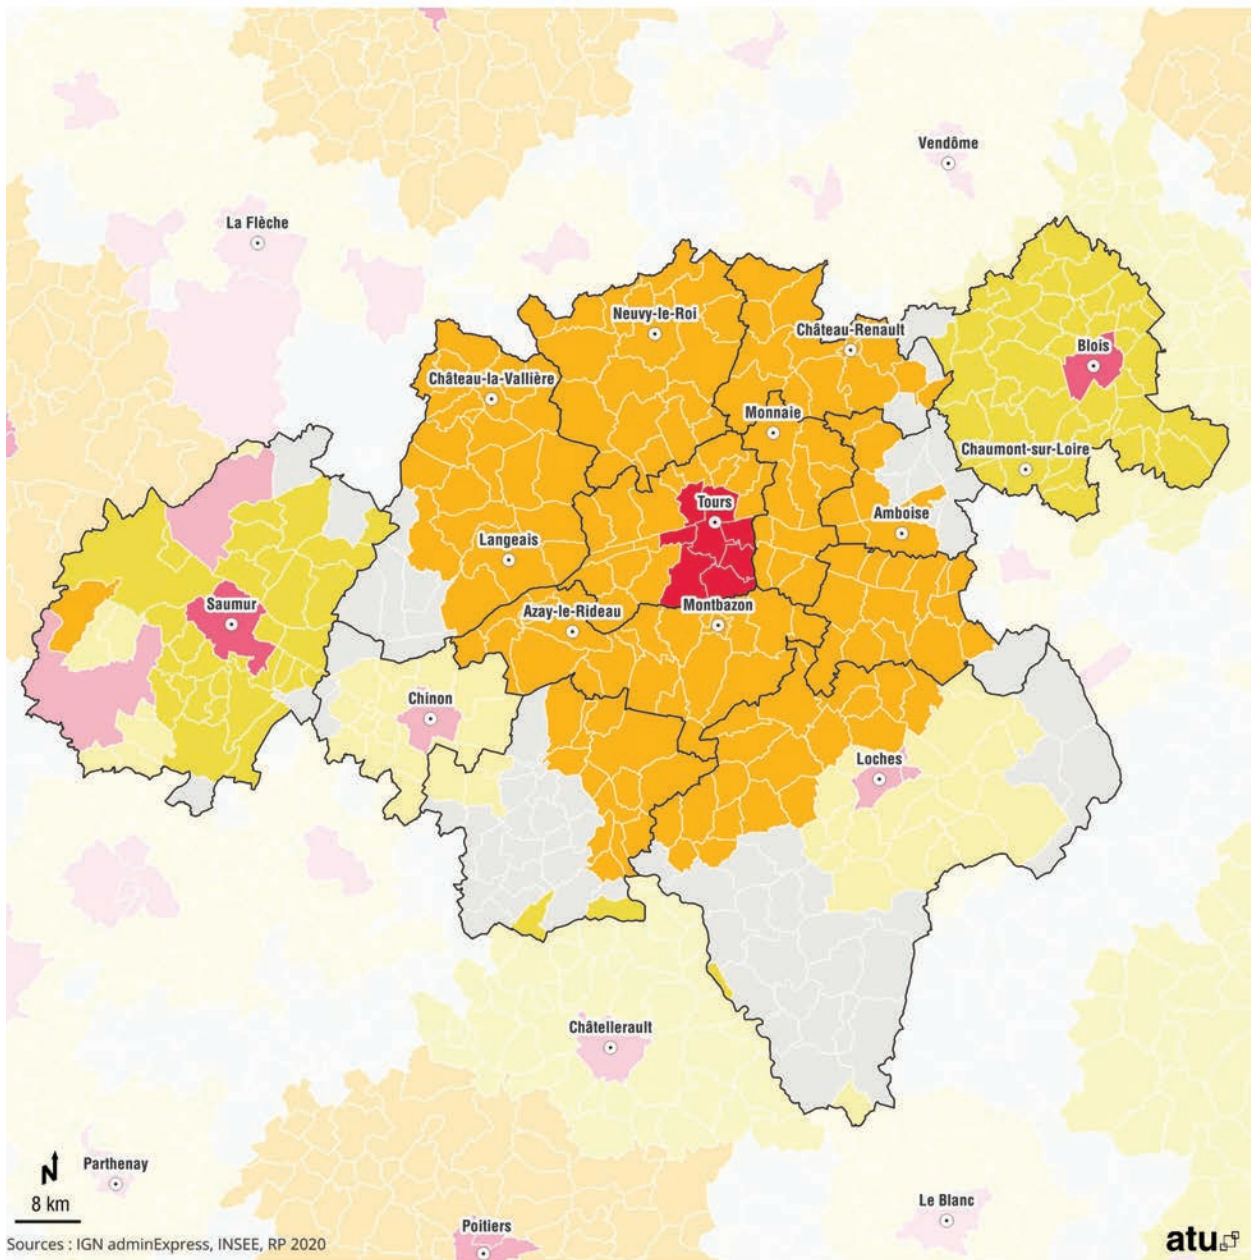 Vendôme
La Flèche
Neuvy-le-Roi
Château-Renault
Blois
Château-la-Vallière
Monnaie
Chaumont-sur-Loire
Tours
Amboise
Langeais
Saumur
Azay-le-Rideau
Montbazon
Chinon
Loches
Châtellerault
N
Parthenay
8 km
Le Blanc
Poitiers
Sources : IGN adminExpress, INSEE, RP 2020
atu